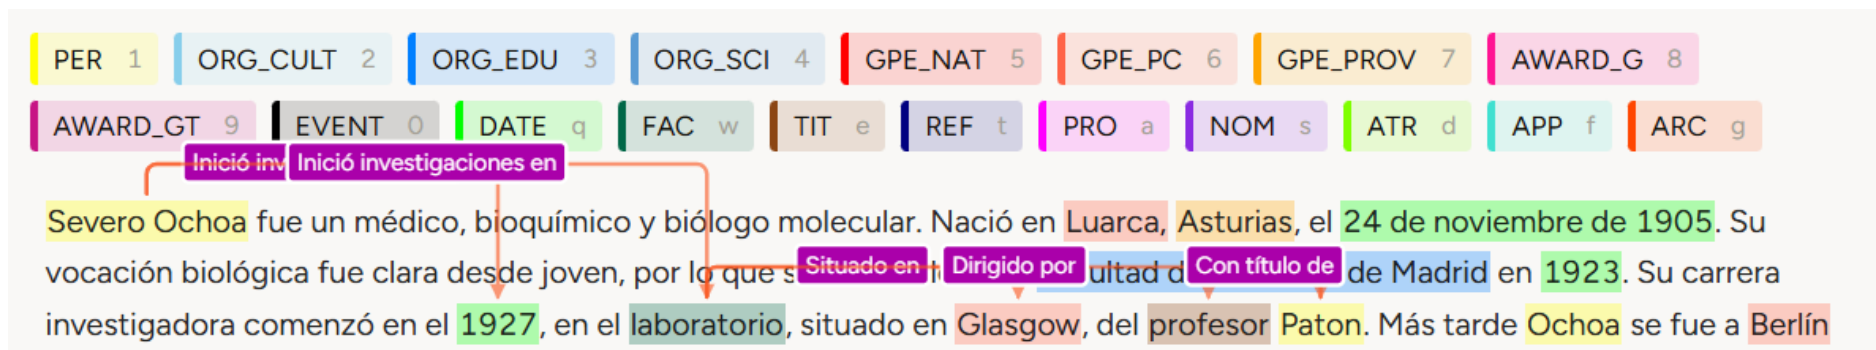 PER 1 ORG_CULT 2 ORG_EDU 3 ORG_SCI 4 GPE_NAT 5 GPE_PC 6 GPE_PROV 7 AWARD_G 8
AWARD_GT 9 EVENT 0 DATE q FAC w TIT e REF t PRO a NOM s ATR d APP f ARC g
Inició inv Inició investigaciones en
Severo Ochoa fue un médico, bioquímico y biólogo molecular. Nació en Luarca, Asturias, el 24 de noviembre de 1905. Su
Situado en Dirigido por Con título de
vocación biológica fue clara desde joven, por lo que de Madrid en 1923. Su carrera
investigadora comenzó en el 1927, en el laboratorio, situado en Glasgow, del profesor Paton. Más tarde Ochoa se fue a Berlín